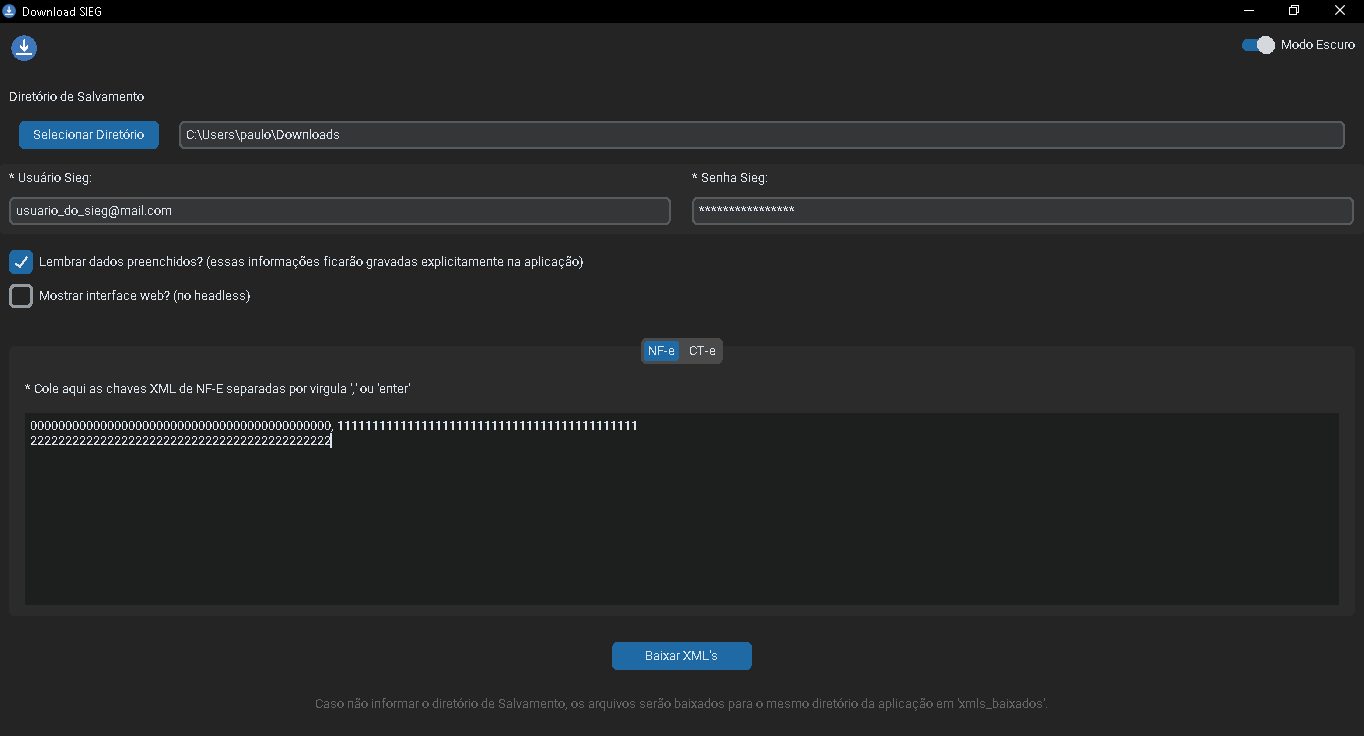 Download SIEG
Modo Escuro
Diretório de Salvamento
Selecionar Diretório
C:\Users\paulo\Downloads
* Usuário Sieg:
* Senha Sieg:
usuario_do_sieg@mail.com
****************
Lembrar dados preenchidos? (essas informações ficarão gravadas explicitamente na aplicação)
Mostrar interface web? (no headless)
NF-e CT-e
* Cole aqui as chaves XML de NF-E separadas por virgula ',' ou 'enter'
00000000000000000000000000000000000000000000, 11111111111111111111111111111111111111111111
22222222222222222222222222222222222222222222
Baixar XML's
Caso não informar o diretório de Salvamento, os arquivos serão baixados para o mesmo diretório da aplicação em 'xmls_baixados'.